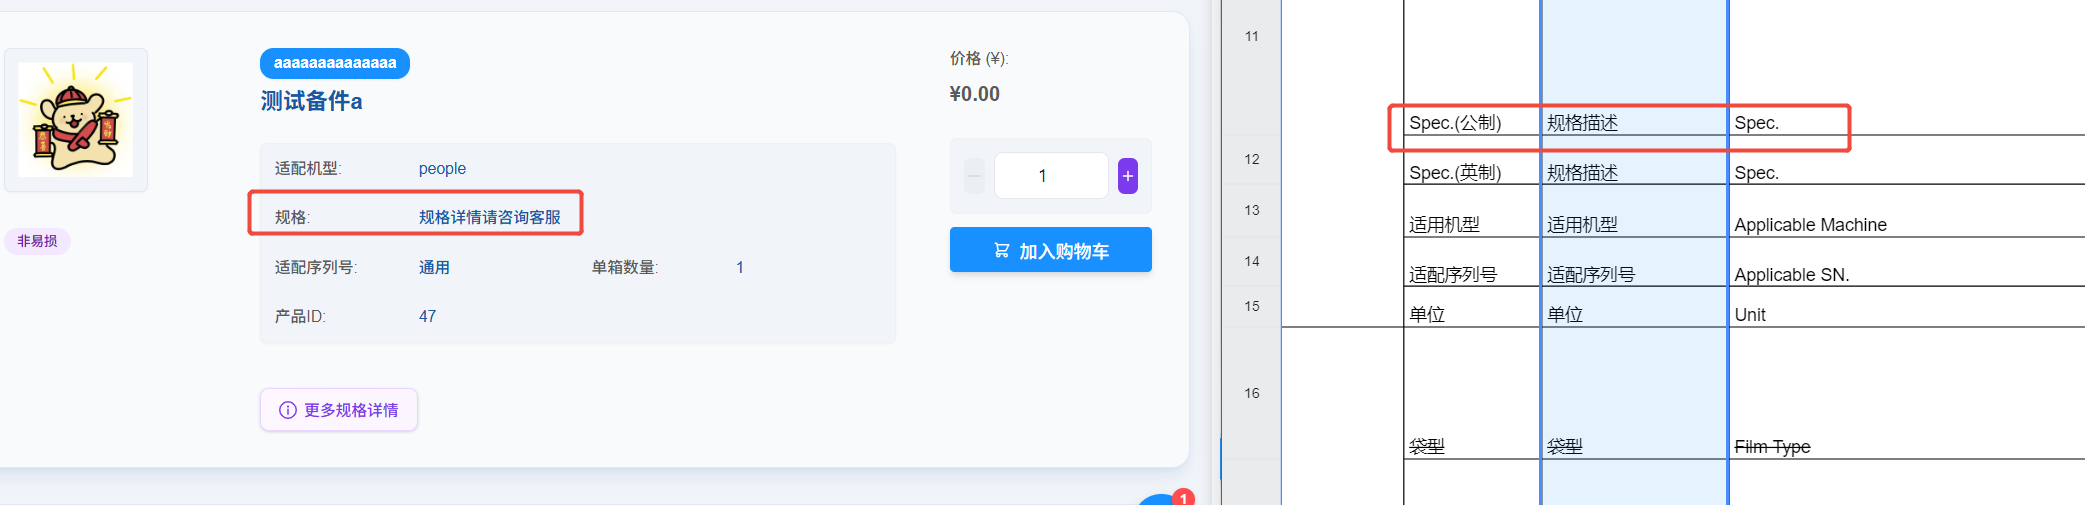 aaaaaaaaaaaaaa
测试备件a
适配机型: people
规格: 规格详情请咨询客服
适配序列号: 通用 单箱数量: 1
产品ID: 47
非易损
更多规格详情
价格 (¥):
¥0.00
1
加入购物车
1
11 Spec.(公制) 规格描述 Spec.
12 Spec.(英制) 规格描述 Spec.
13 适用机型 适用机型 Applicable Machine
14 适配序列号 适配序列号 Applicable SN.
15 单位 单位 Unit
16 袋型 袋型 Film Type